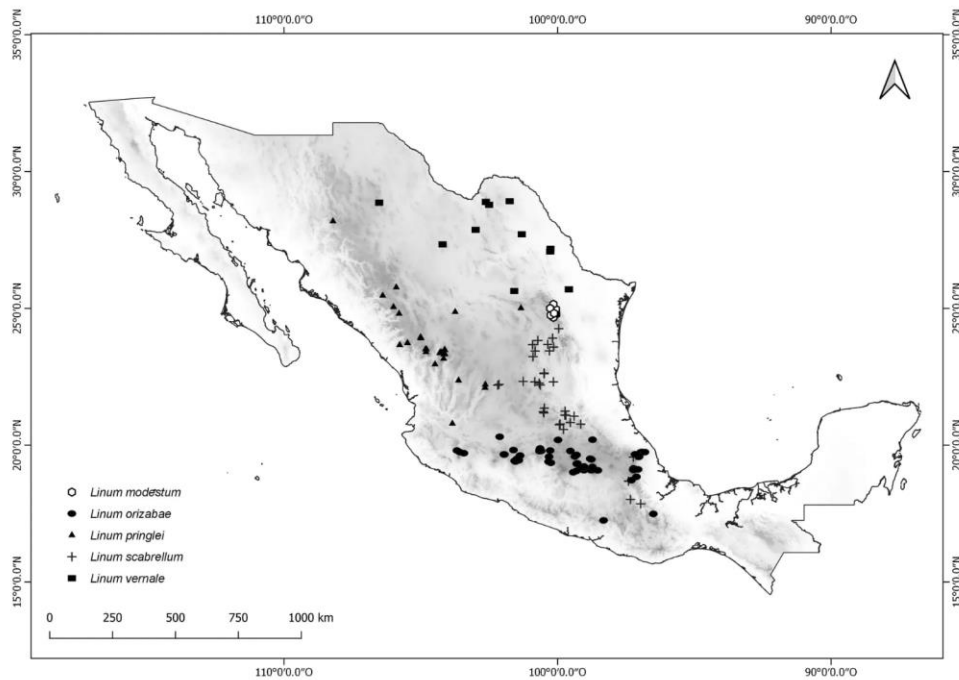 110°0'0.0"O 100°0'0.0"O 90°0'0.0"O
35°0'0.0"N 35°0'0.0"N
30°0'0.0"N 30°0'0.0"N
25°0'0.0"N 25°0'0.0"N
20°0'0.0"N 20°0'0.0"N
15°0'0.0"N 15°0'0.0"N
Linum modestum
Linum orizabae
Linum pringlei
Linum scabrellum
Linum vernale
0 250 500 750 1000 km
110°0'0.0"O 100°0'0.0"O 90°0'0.0"O